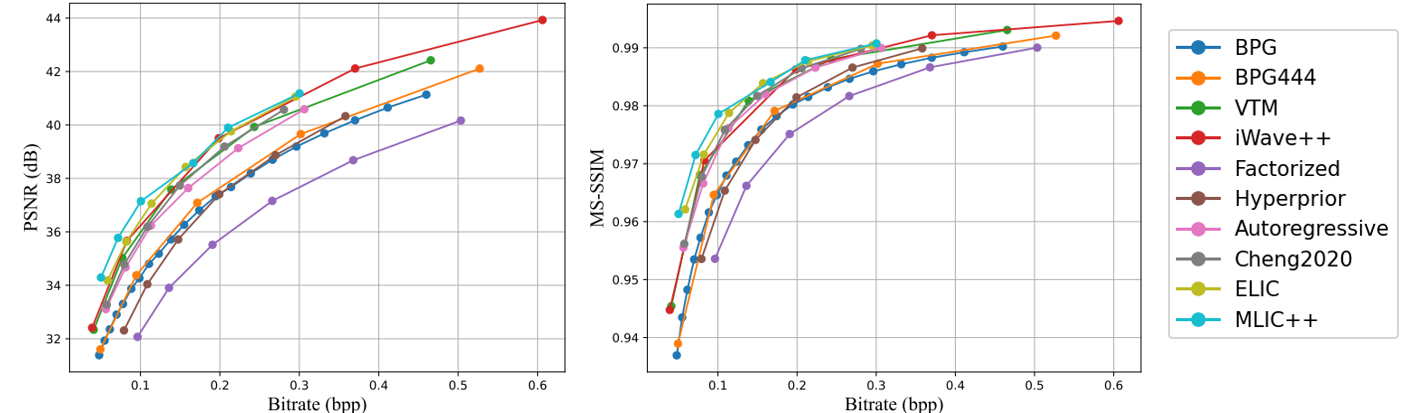 PSNR (dB)
44
42
40
38
36
34
32
0.1 0.2 0.3 0.4 0.5 0.6
Bitrate (bpp)
MS-SSIM
0.99
0.98
0.97
0.96
0.95
0.94
0.1 0.2 0.3 0.4 0.5 0.6
Bitrate (bpp)
BPG
BPG444
VTM
iWave++
Factorized
Hyperprior
Autoregressive
Cheng2020
ELIC
MLIC++